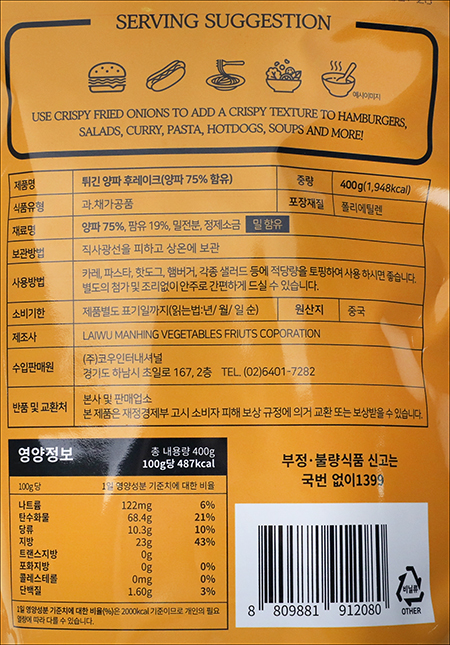 SERVING SUGGESTION
예시이미지
USE CRISPY FRIED ONIONS TO ADD A CRISPY TEXTURE TO HAMBURGERS,
SALADS, CURRY, PASTA, HOTDOGS, SOUPS AND MORE!
제품명 튀긴 양파 후레이크(양파 75% 함유) 중량 400g(1,948kcal)
식품유형 과.채가공품 포장재질 폴리에틸렌
재료명 양파 75%, 팜유 19%, 밀전분, 정제소금 밀 함유
보관방법 직사광선을 피하고 상온에 보관
사용방법 카레, 파스타, 핫도그, 햄버거, 각종 샐러드 등에 적당량을 토핑하여 사용 하시면 좋습니다.
별도의 첨가 및 조리없이 안주로 간편하게 드실 수 있습니다.
소비기한 제품별도 표기일까지(읽는법:년/ 월/ 일 순) 원산지 중국
제조사 LAIWU MANHING VEGETABLES FRIUTS COPORATION
수입판매원 (주)코우인터내셔널
경기도 하남시 초일로 167, 2층 TEL. (02)6401-7282
반품 및 교환처 본사 및 판매업소
본 제품은 재정경제부 고시 소비자 피해 보상 규정에 의거 교환 또는 보상받을 수 있습니다.
영양정보 총 내용량 400g
100g당 487kcal
100g당 1일 영양성분 기준치에 대한 비율
나트륨 122mg 6%
탄수화물 68.4g 21%
당류 10.3g 10%
지방 23g 43%
트랜스지방 0g
포화지방 0g 0%
콜레스테롤 0mg 0%
단백질 1.60g 3%
1일 영양성분 기준치에 대한 비율(%)은 2000kcal 기준이므로 개인의 필요
열량에 따라 다를 수 있습니다.
부정·불량식품 신고는
국번 없이1399
8 809881 912080
비닐류
OTHER